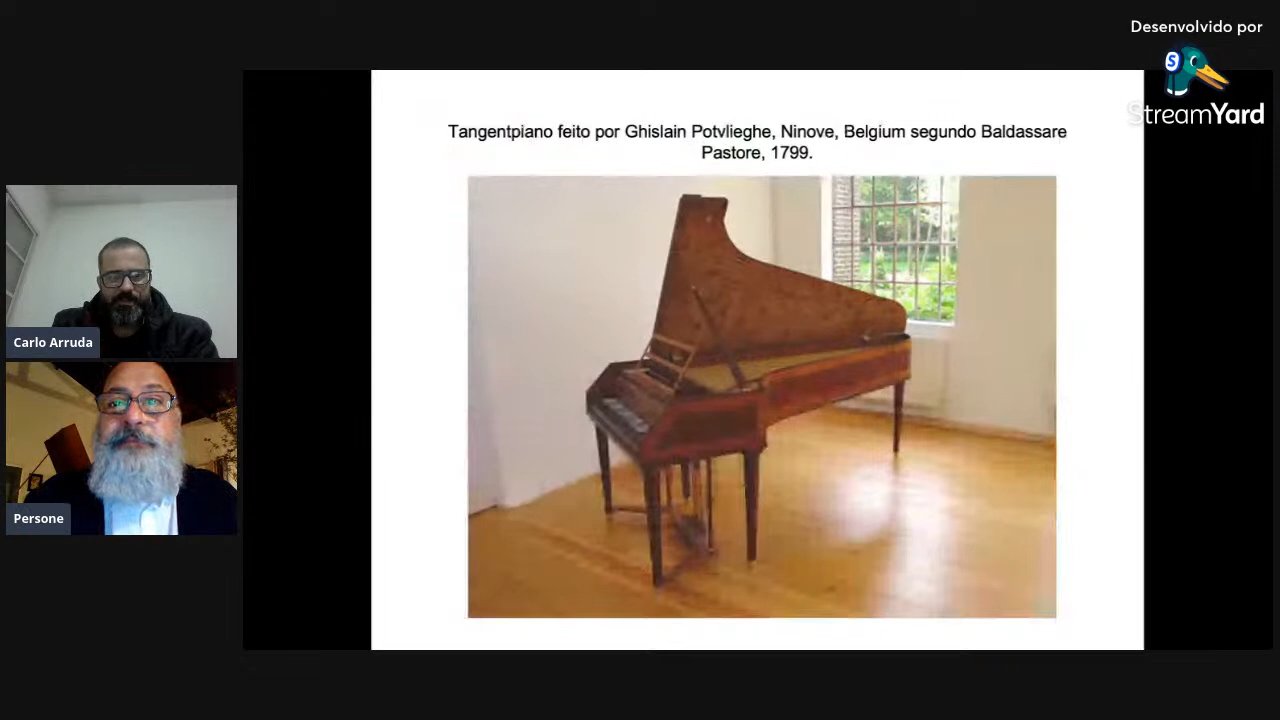 Desenvolvido por
StreamYard
Tangentpiano feito por Ghislain Potvlieghe, Ninove, Belgium segundo Baldassare
Pastore, 1799.
Carlo Arruda
Persone